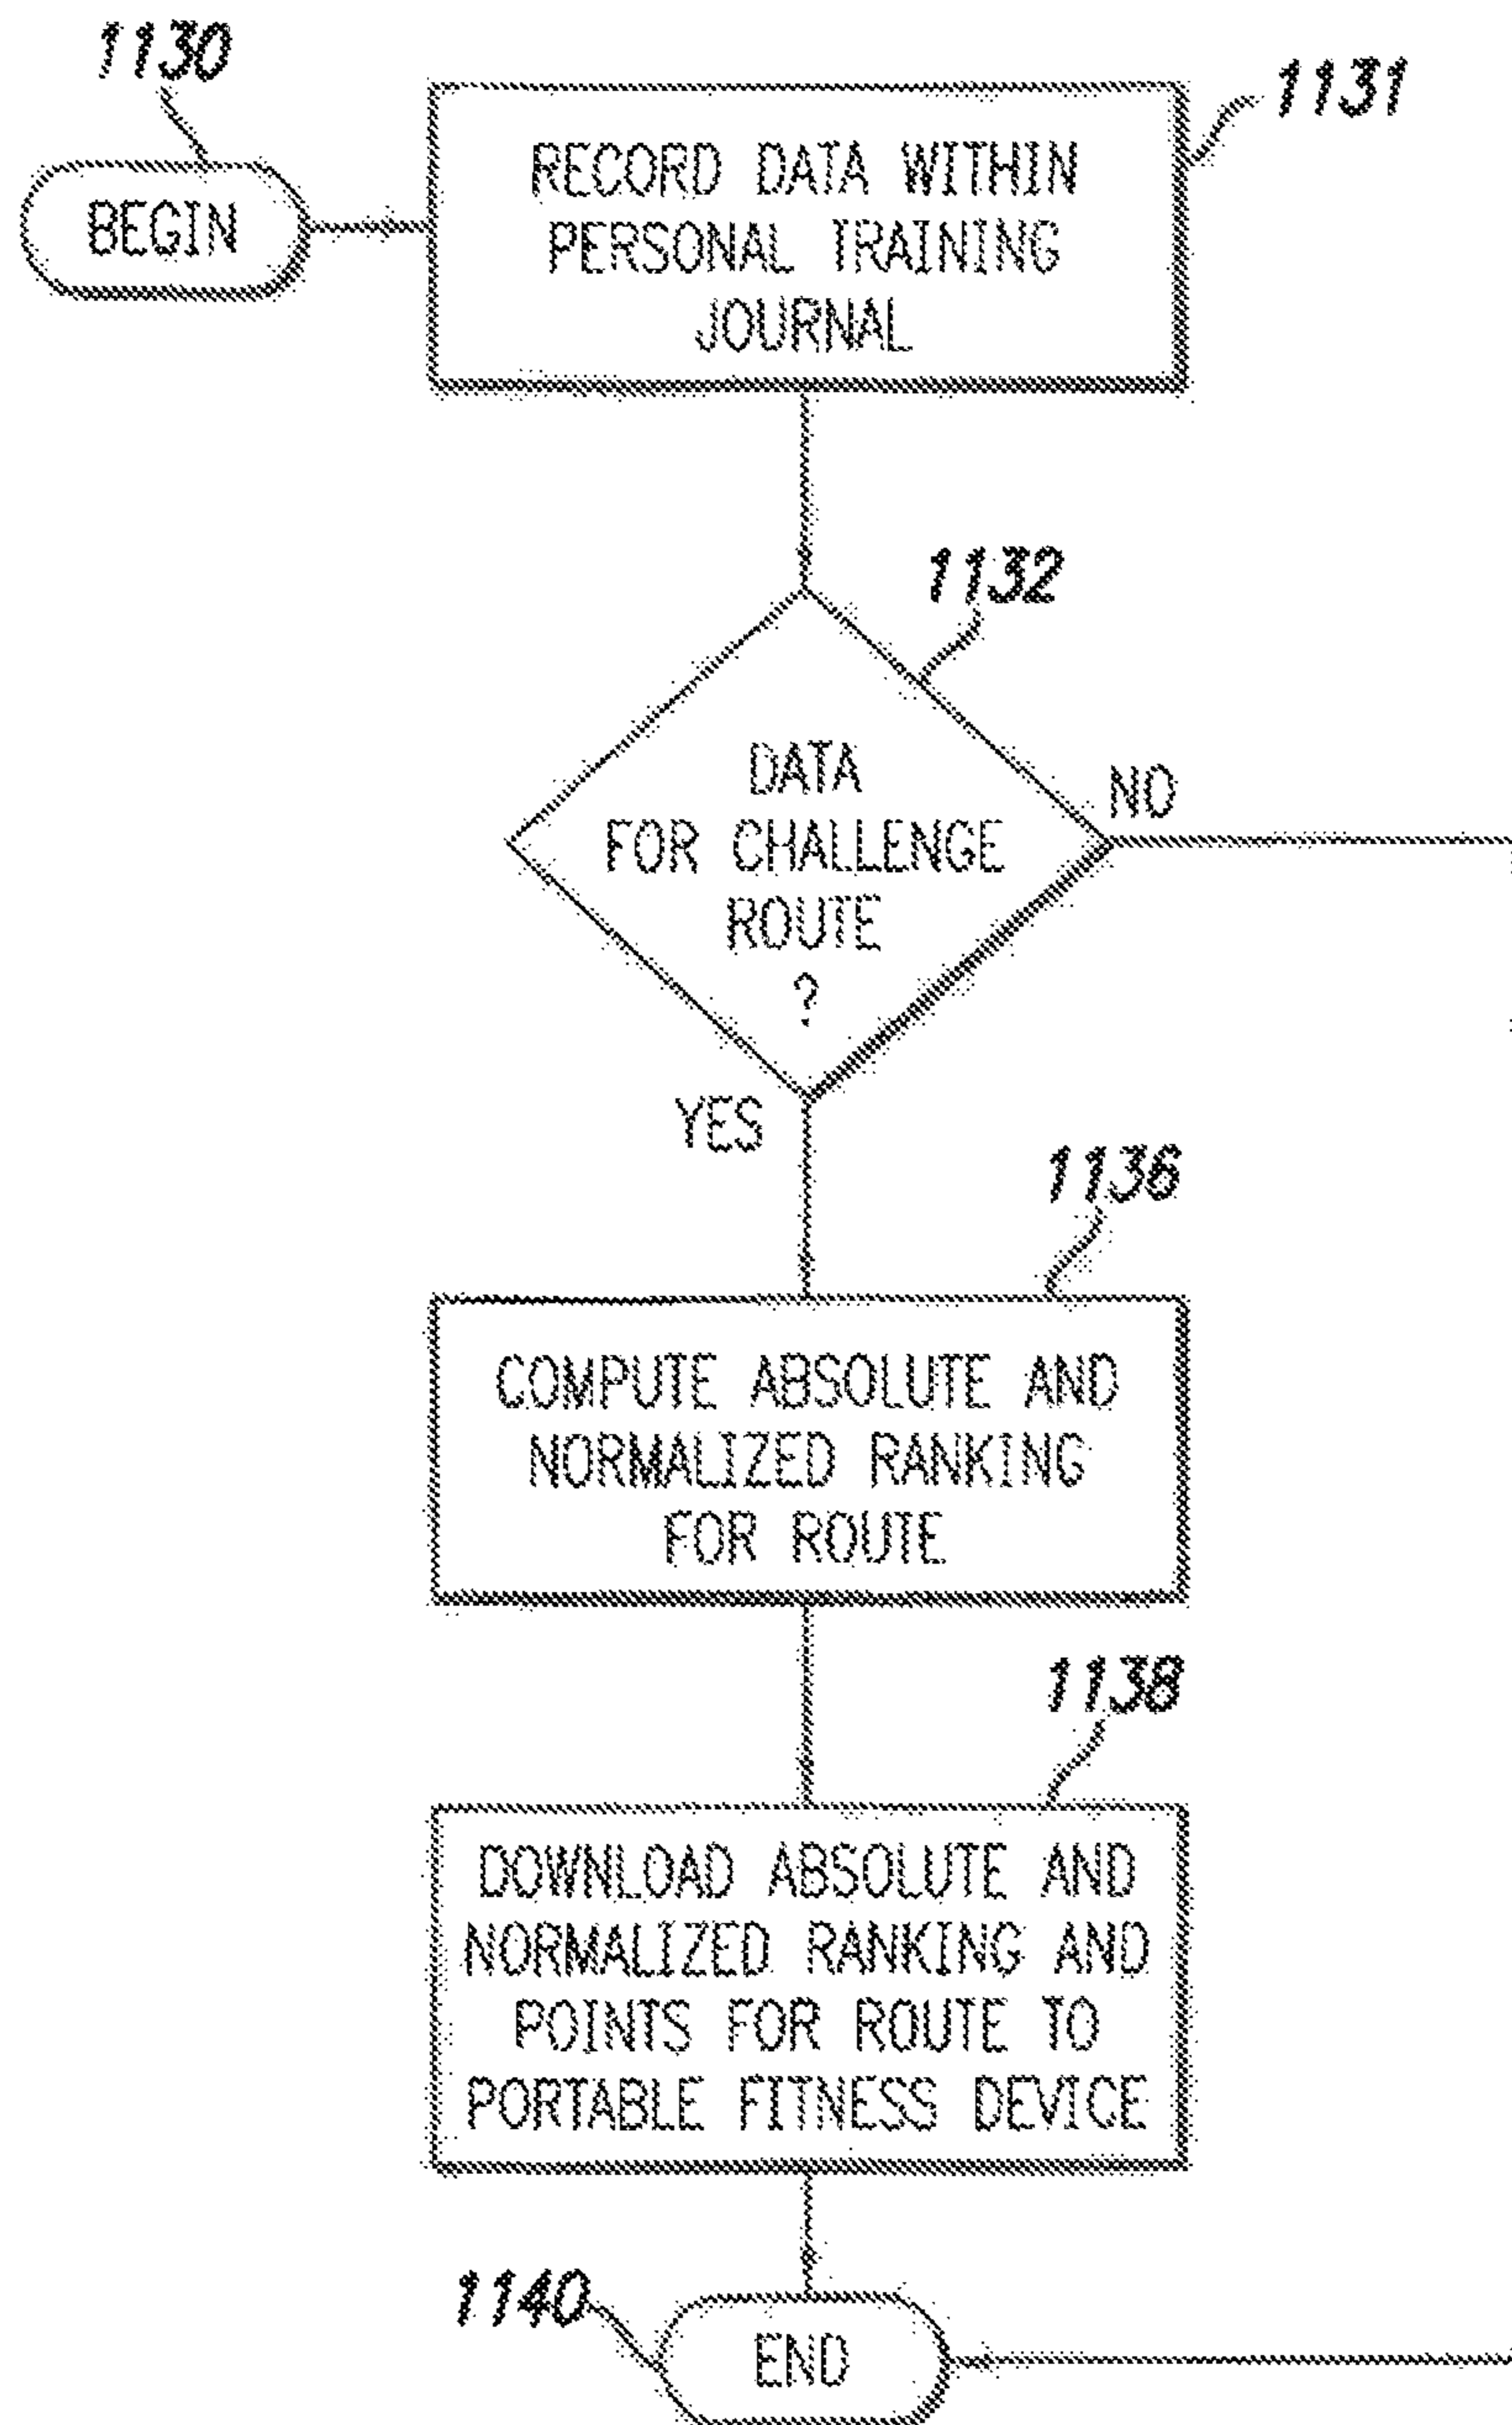 1130
BEGIN
1131
RECORD DATA WITHIN
PERSONAL TRAINING
JOURNAL
1132
DATA
FOR CHALLENGE
ROUTE
?
NO
YES
1136
COMPUTE ABSOLUTE AND
NORMALIZED RANKING
FOR ROUTE
1138
DOWNLOAD ABSOLUTE AND
NORMALIZED RANKING AND
POINTS FOR ROUTE TO
PORTABLE FITNESS DEVICE
1140
END